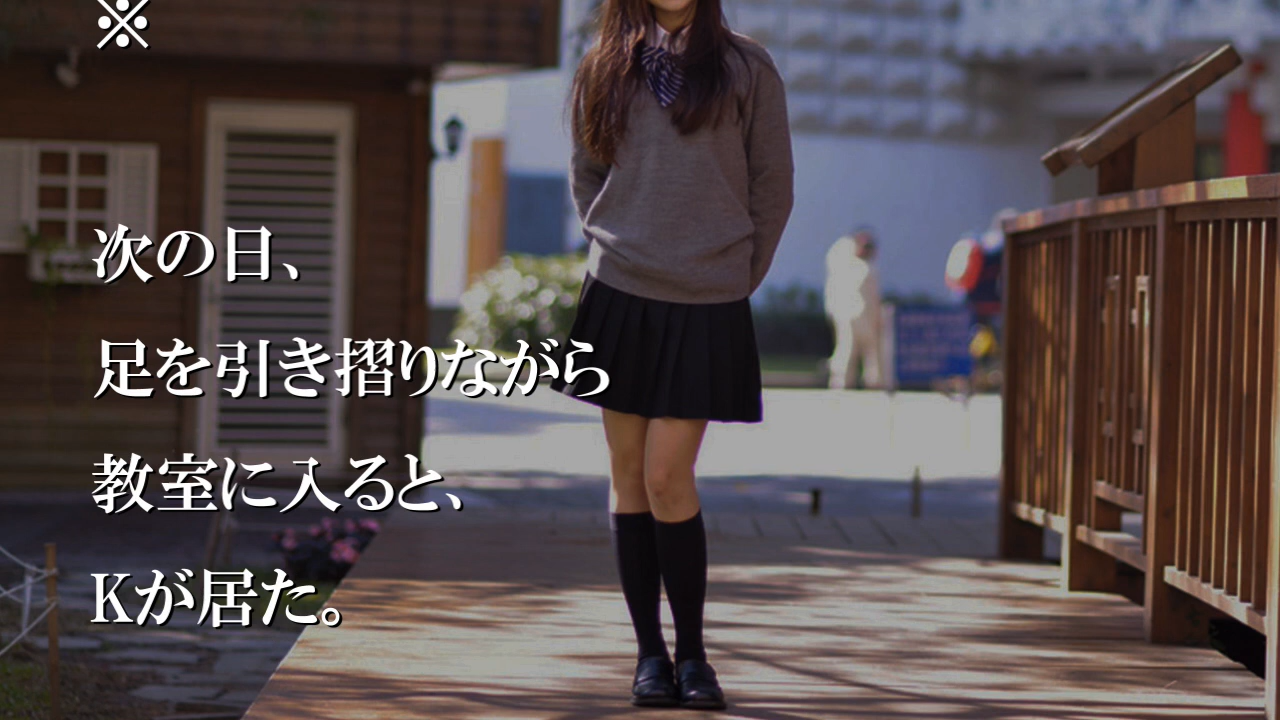 ※
次の日、
足を引き摺りながら
教室に入ると、
Kが居た。